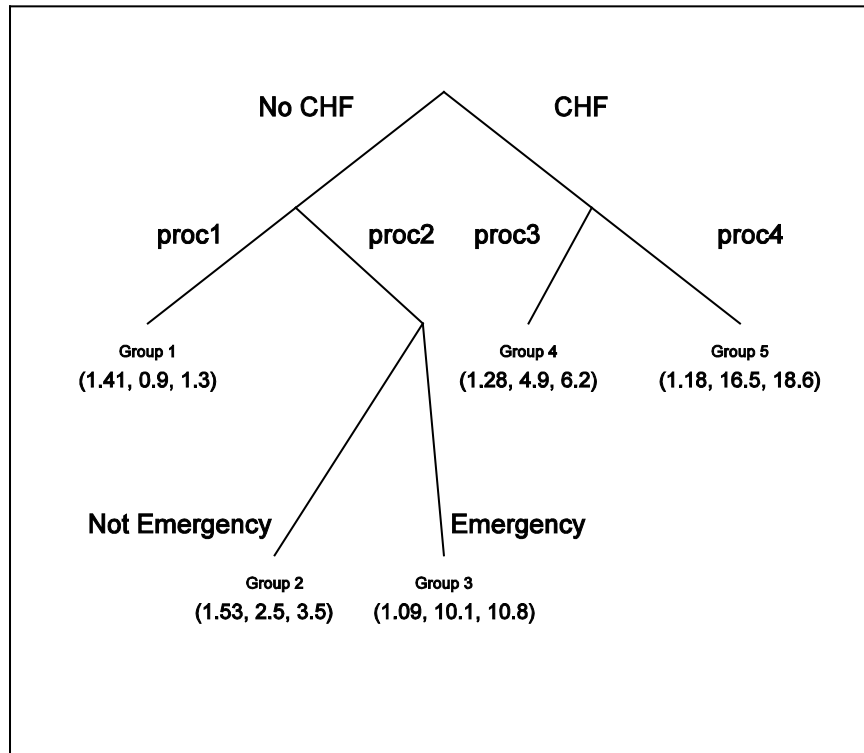 No CHF
CHF
proc1
proc2
proc3
proc4
Group 1
(1.41, 0.9, 1.3)
Group 4
(1.28, 4.9, 6.2)
Group 5
(1.18, 16.5, 18.6)
Not Emergency
Emergency
Group 2
(1.53, 2.5, 3.5)
Group 3
(1.09, 10.1, 10.8)